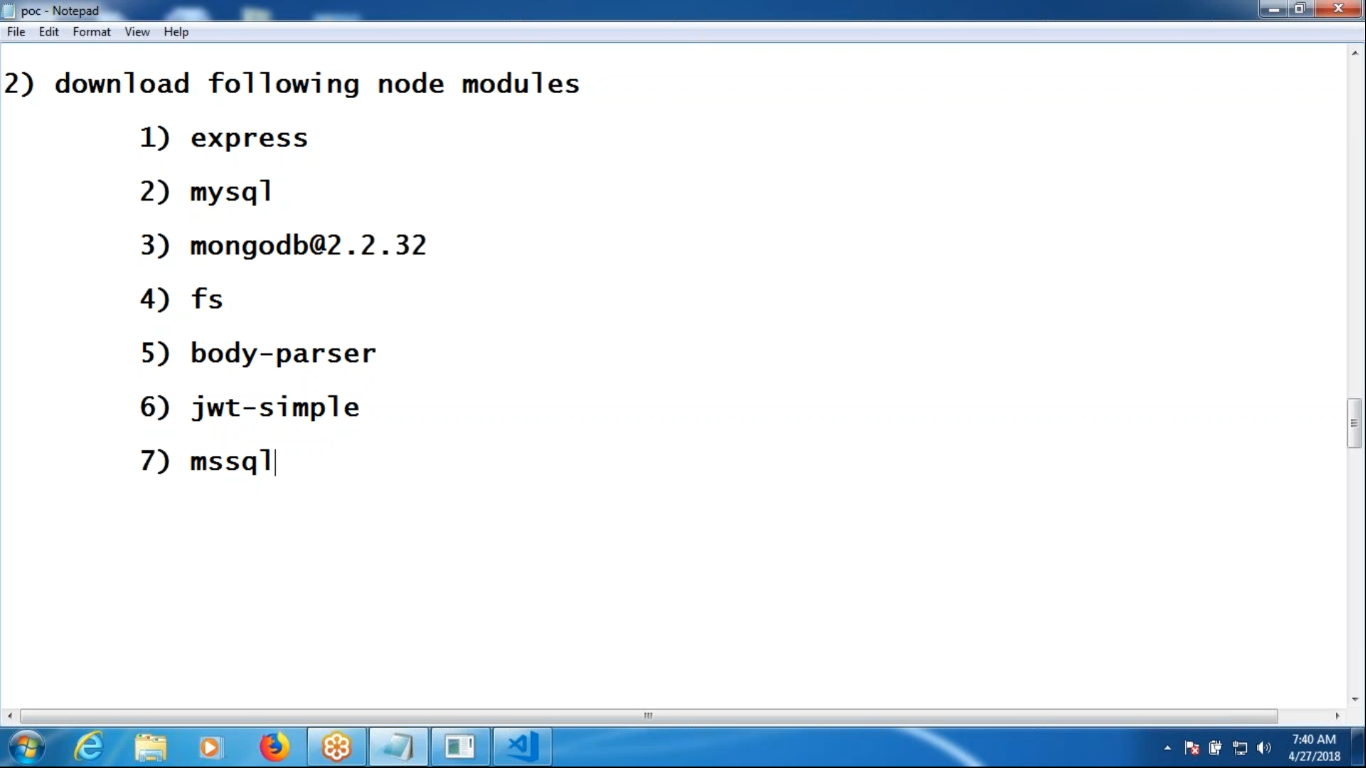 poc - Notepad
File Edit Format View Help
2) download following node modules
1) express
2) mysql
3) mongodb@2.2.32
4) fs
5) body-parser
6) jwt-simple
7) mssql
7:40 AM
4/27/2018